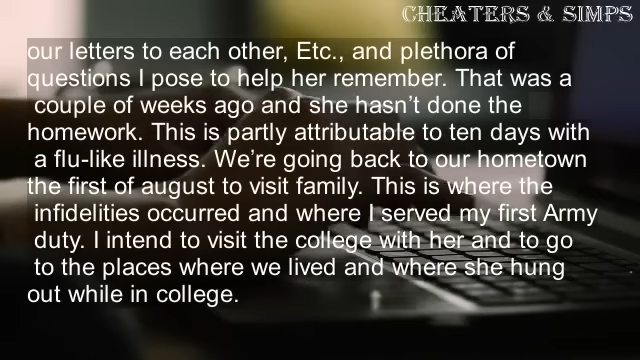 CHEATERS & SIMPS
our letters to each other, Etc., and plethora of
questions I pose to help her remember. That was a
couple of weeks ago and she hasn’t done the
homework. This is partly attributable to ten days with
a flu-like illness. We’re going back to our hometown
the first of august to visit family. This is where the
infidelities occurred and where I served my first Army
duty. I intend to visit the college with her and to go
to the places where we lived and where she hung
out while in college.